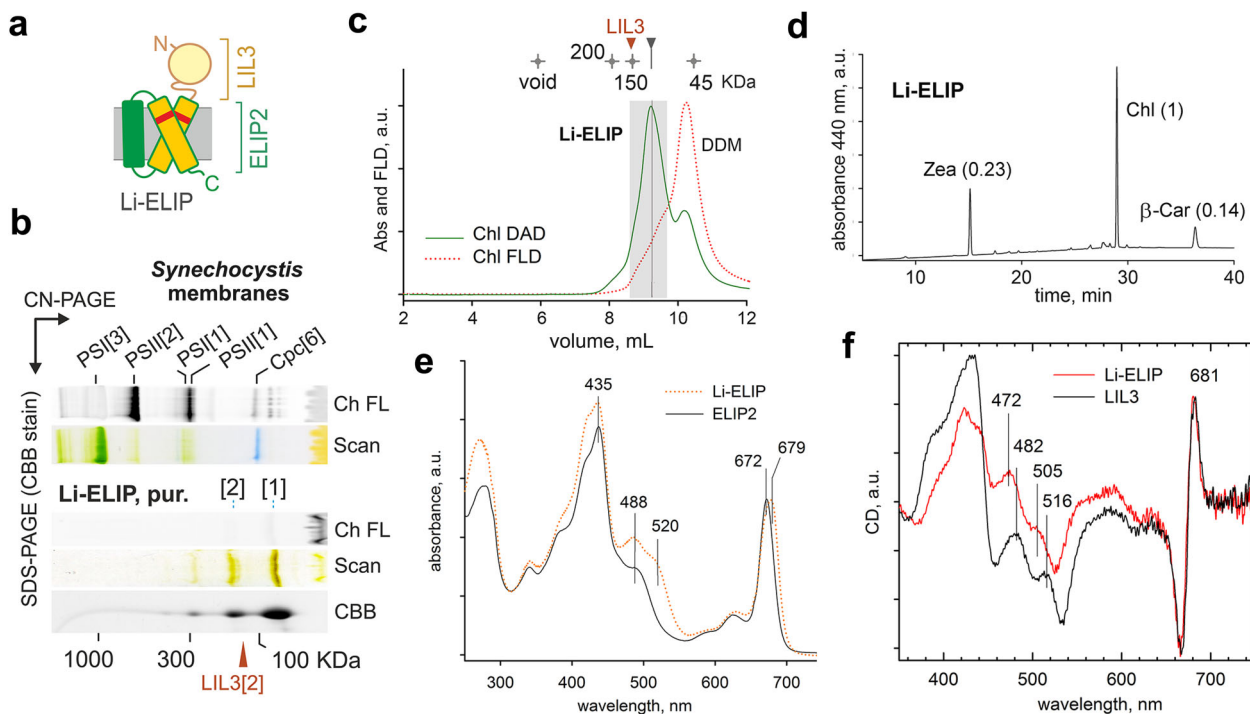 a
N
LIL3
ELIP2
C
Li-ELIP
b
Synechocystis
membranes
CN-PAGE
SDS-PAGE (CBB stain)
PSI[3]
PSII[2]
PSI[1]
PSII[1]
Cpc[6]
Ch FL
Scan
Li-ELIP, pur.
[2]
[1]
Ch FL
Scan
CBB
1000
300
100 KDa
LIL3[2]
c
LIL3
200
void
150
45 KDa
Li-ELIP
DDM
Abs and FLD, a.u.
Chl DAD
Chl FLD
2
4
6
8
10
12
volume, mL
d
absorbance 440 nm, a.u.
Li-ELIP
Chl (1)
Zea (0.23)
β-Car (0.14)
10
20
30
40
time, min
e
435
Li-ELIP
ELIP2
679
672
488
520
absorbance, a.u.
300
400
500
600
700
wavelength, nm
f
Li-ELIP
LIL3
681
472
482
505
516
CD, a.u.
400
500
600
700
wavelength, nm